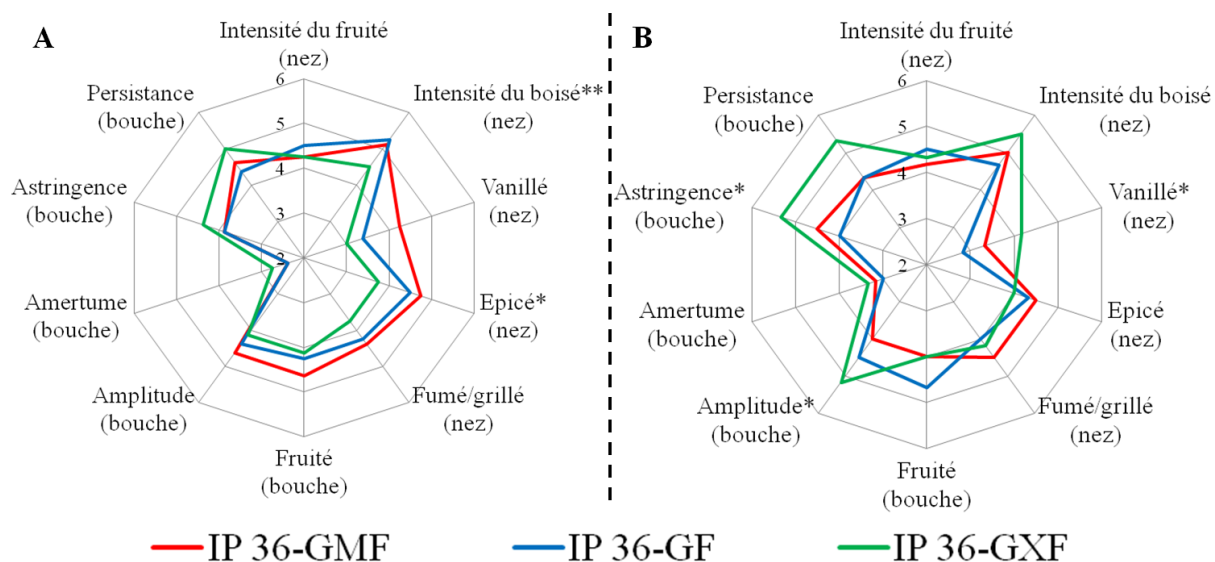 A
Intensité du fruité
(nez)
Intensité du boisé**
(nez)
Vanillé
(nez)
Epicé*
(nez)
Fumé/grillé
(nez)
Fruité
(bouche)
Amplitude
(bouche)
Amertume
(bouche)
Astringence
(bouche)
Persistance
(bouche)
6
5
4
3
2
B
Intensité du fruité
(nez)
Intensité du boisé
(nez)
Vanillé*
(nez)
Epicé
(nez)
Fumé/grillé
(nez)
Fruité
(bouche)
Amplitude*
(bouche)
Amertume
(bouche)
Astringence*
(bouche)
Persistance
(bouche)
6
5
4
3
2
IP 36-GMF
IP 36-GF
IP 36-GXF